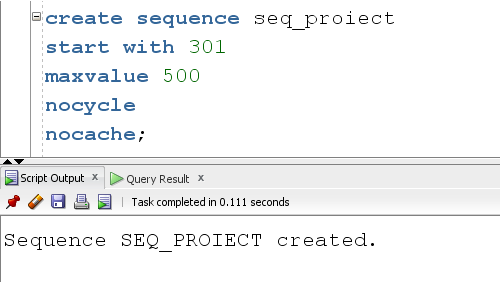 create sequence seq_proiect
start with 301
maxvalue 500
nocycle
nocache;
Script Output x Query Result x
Task completed in 0.111 seconds
Sequence SEQ_PROIECT created.